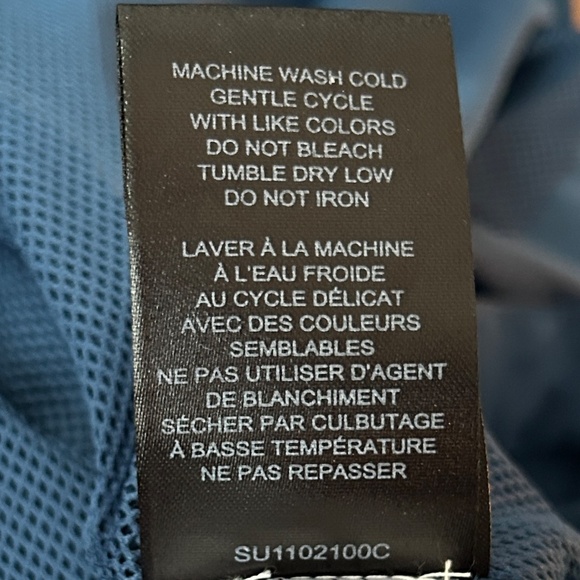 MACHINE WASH COLD
GENTLE CYCLE
WITH LIKE COLORS
DO NOT BLEACH
TUMBLE DRY LOW
DO NOT IRON
LAVER À LA MACHINE
À L'EAU FROIDE
AU CYCLE DÉLICAT
AVEC DES COULEURS
SEMBLABLES
NE PAS UTILISER D'AGENT
DE BLANCHIMENT
SÉCHER PAR CULBUTAGE
À BASSE TEMPÉRATURE
NE PAS REPASSER
SU1102100C